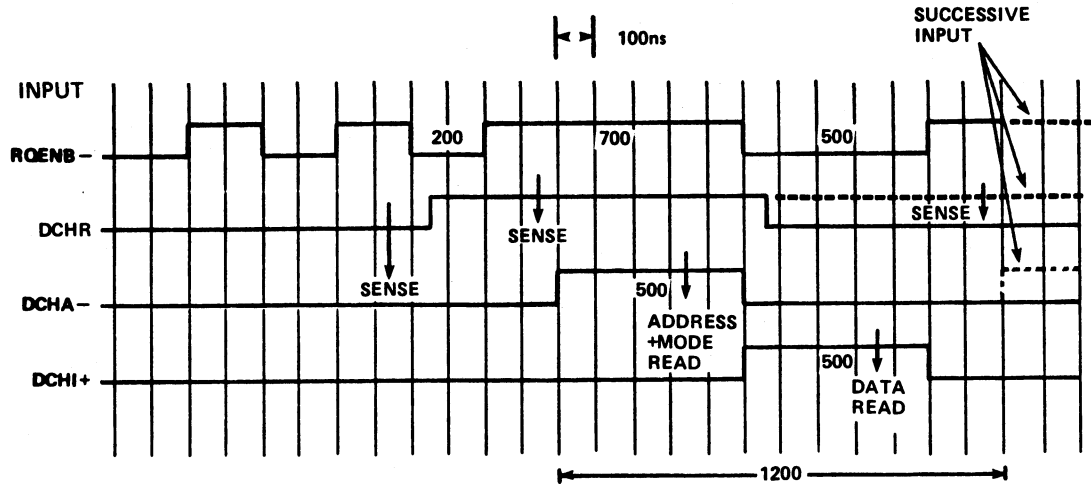 SUCCESSIVE
INPUT
100ns
INPUT
RQENB-
200
700
500
DCHR
SENSE
SENSE
SENSE
DCHA-
500
ADDRESS
+MODE
READ
DCHI+
500
DATA
READ
1200